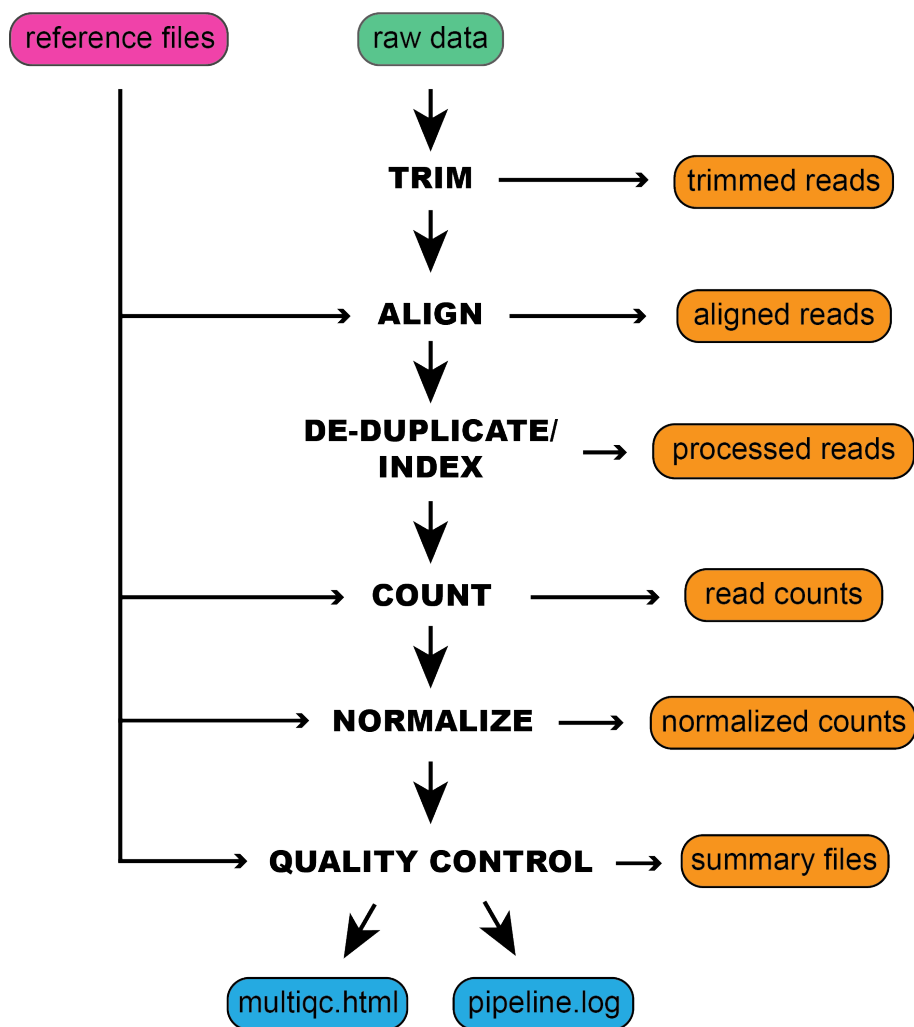 reference files
raw data
TRIM
trimmed reads
ALIGN
aligned reads
DE-DUPLICATE/
INDEX
processed reads
COUNT
read counts
NORMALIZE
normalized counts
QUALITY CONTROL
summary files
multiqc.html
pipeline.log